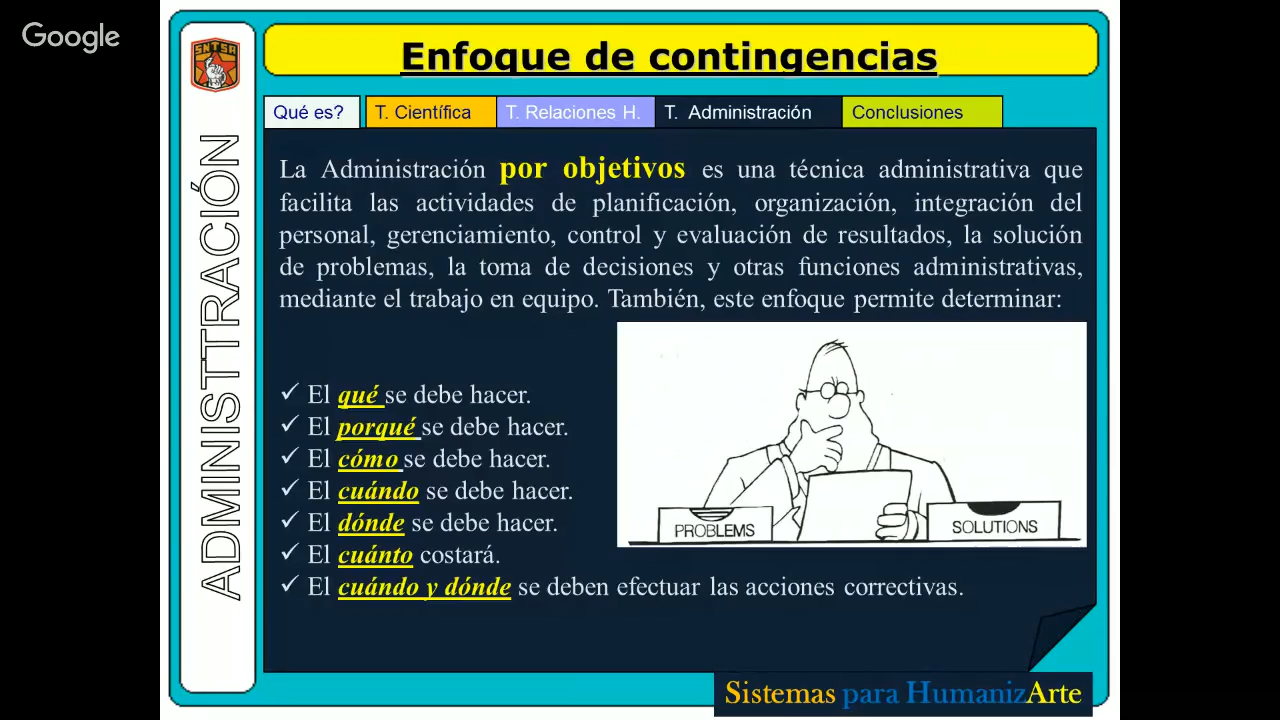 Google
Enfoque de contingencias
SNTSA
Qué es?
T. Científica
T. Relaciones H.
T. Administración
Conclusiones
ADMINISTTRACIÓN
La Administración por objetivos es una técnica administrativa que
facilita las actividades de planificación, organización, integración del
personal, gerenciamiento, control y evaluación de resultados, la solución
de problemas, la toma de decisiones y otras funciones administrativas,
mediante el trabajo en equipo. También, este enfoque permite determinar:
✓ El qué se debe hacer.
✓ El porqué se debe hacer.
✓ El cómo se debe hacer.
✓ El cuándo se debe hacer.
✓ El dónde se debe hacer.
✓ El cuánto costará.
✓ El cuándo y dónde se deben efectuar las acciones correctivas.
PROBLEMS
SOLUTIONS
Sistemas para HumanizArte